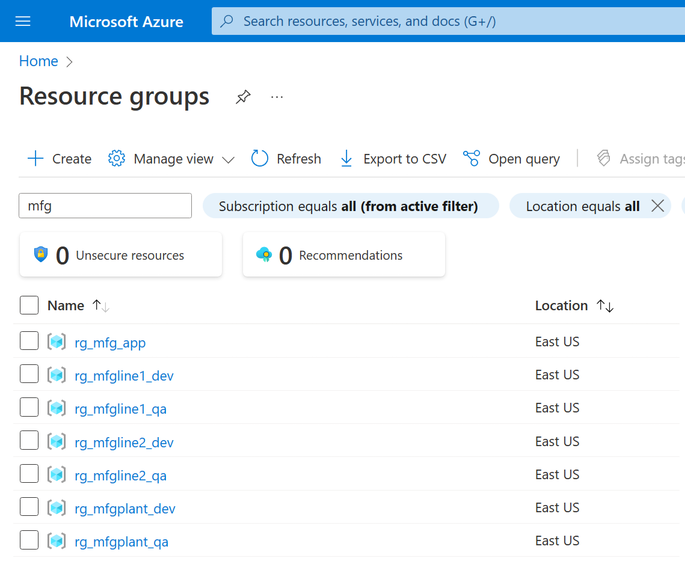 Microsoft Azure Search resources, services, and docs (G+/)
Home
Resource groups ...
Create Manage view Refresh Export to CSV Open query Assign tags
mfg Subscription equals all (from active filter) Location equals all
0 Unsecure resources 0 Recommendations
Name Location
rg_mfg_app East US
rg_mfgline1_dev East US
rg_mfgline1_qa East US
rg_mfgline2_dev East US
rg_mfgline2_qa East US
rg_mfgplant_dev East US
rg_mfgplant_qa East US